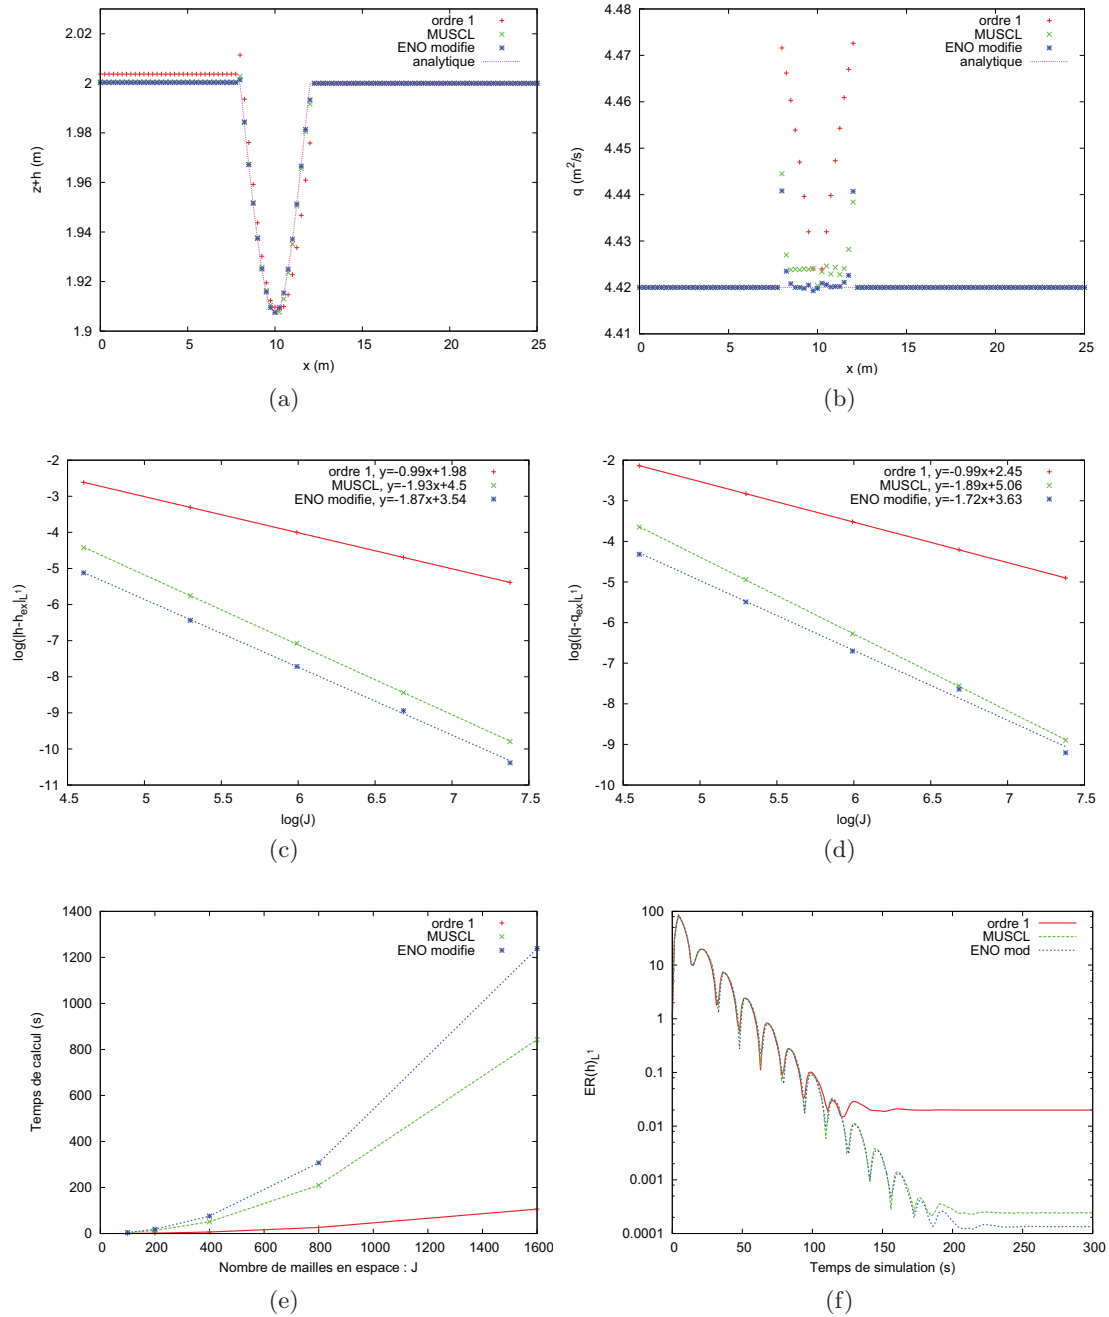 2.02
2
1.98
1.96
1.94
1.92
1.9
z+h (m)
0 5 10 15 20 25
x (m)
ordre 1
MUSCL
ENO modifie
analytique
(a)
4.48
4.47
4.46
4.45
4.44
4.43
4.42
4.41
q (m²/s)
0 5 10 15 20 25
x (m)
ordre 1
MUSCL
ENO modifie
analytique
(b)
-2
-3
-4
-5
-6
-7
-8
-9
-10
-11
log(|h-h_ex|_L¹)
4.5 5 5.5 6 6.5 7 7.5
log(J)
ordre 1, y=-0.99x+1.98
MUSCL, y=-1.93x+4.5
ENO modifie, y=-1.87x+3.54
(c)
-2
-3
-4
-5
-6
-7
-8
-9
-10
log(|q-q_ex|_L¹)
4.5 5 5.5 6 6.5 7 7.5
log(J)
ordre 1, y=-0.99x+2.45
MUSCL, y=-1.89x+5.06
ENO modifie, y=-1.72x+3.63
(d)
1400
1200
1000
800
600
400
200
0
Temps de calcul (s)
0 200 400 600 800 1000 1200 1400 1600
Nombre de mailles en espace : J
ordre 1
MUSCL
ENO modifie
(e)
100
10
1
0.1
0.01
0.001
0.0001
ER(h)_L¹
0 50 100 150 200 250 300
Temps de simulation (s)
ordre 1
MUSCL
ENO mod
(f)